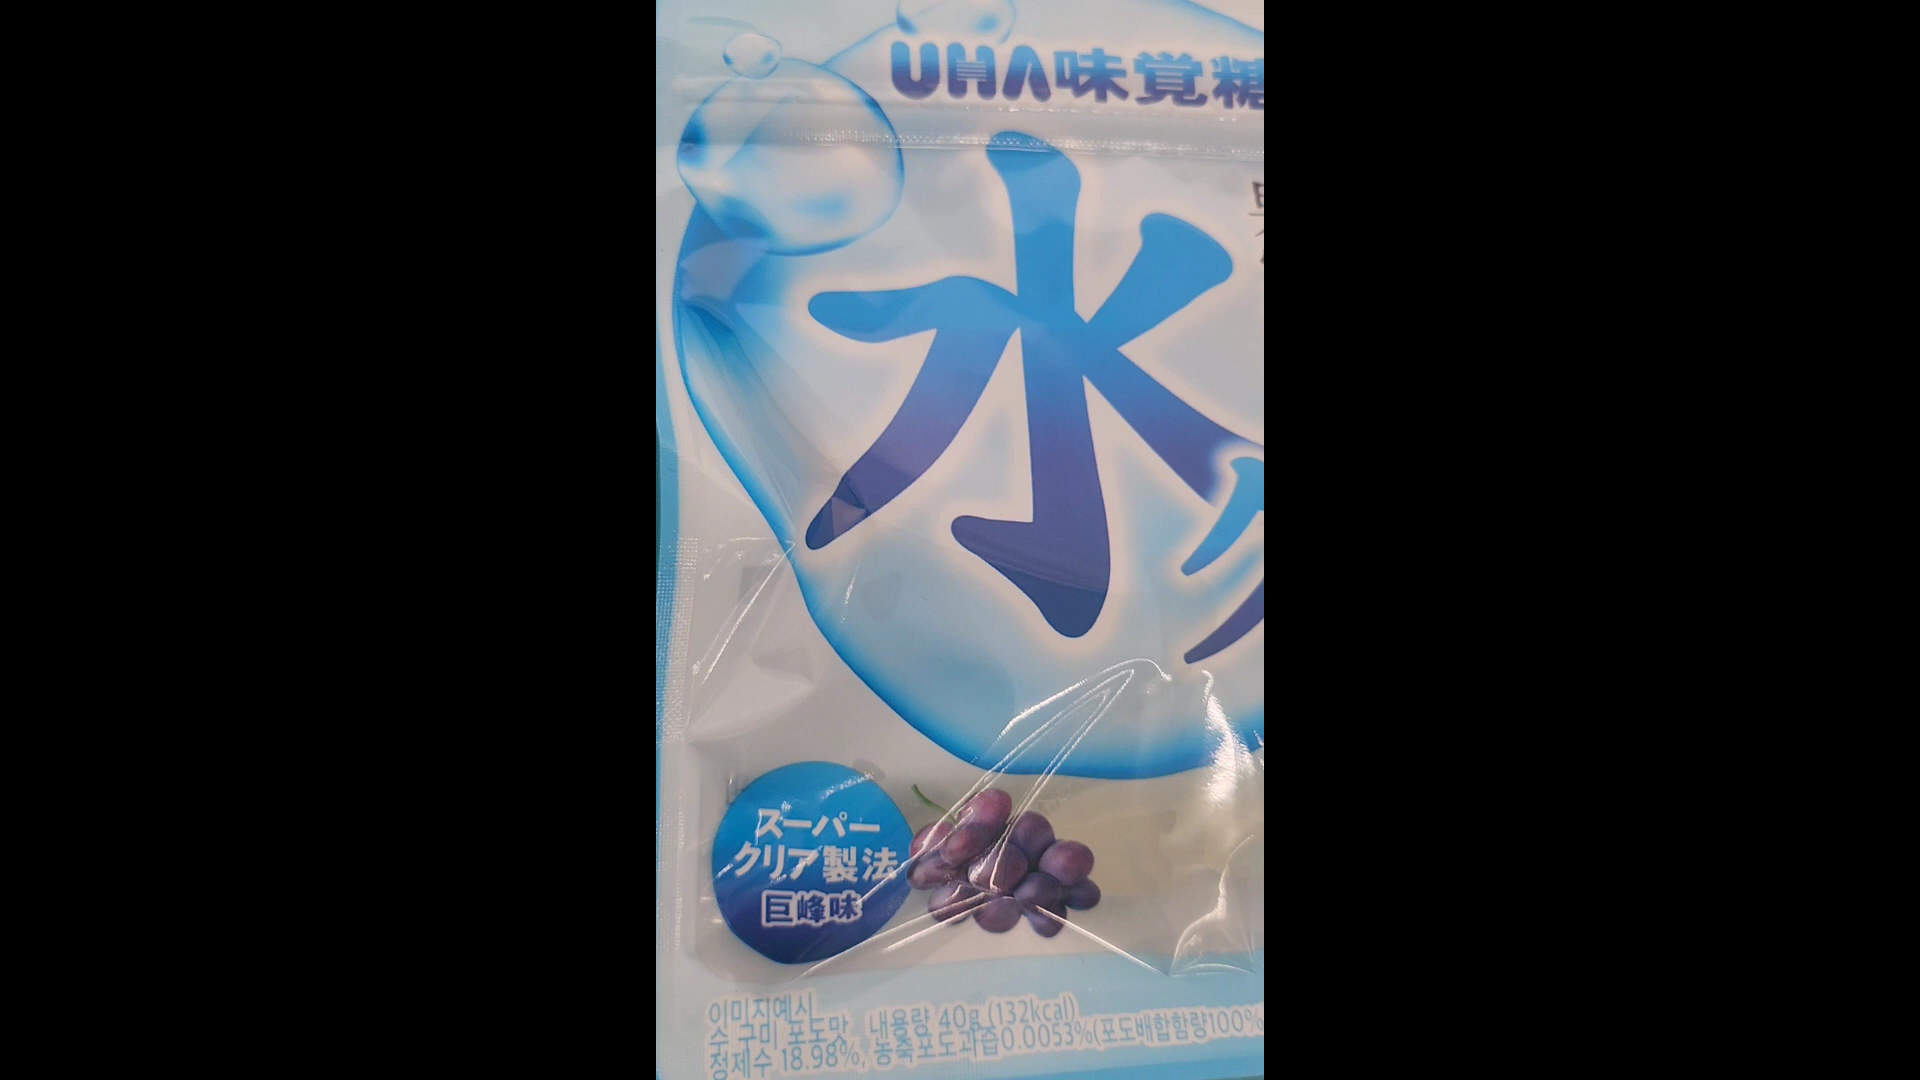 UHA味覚糖
水
スーパー
クリア製法
巨峰味
이미지예시
수 구미 포도맛, 내용량 40g (132kcal)
정제수 18.98%, 농축포도과즙0.0053%(포도배합함량100%